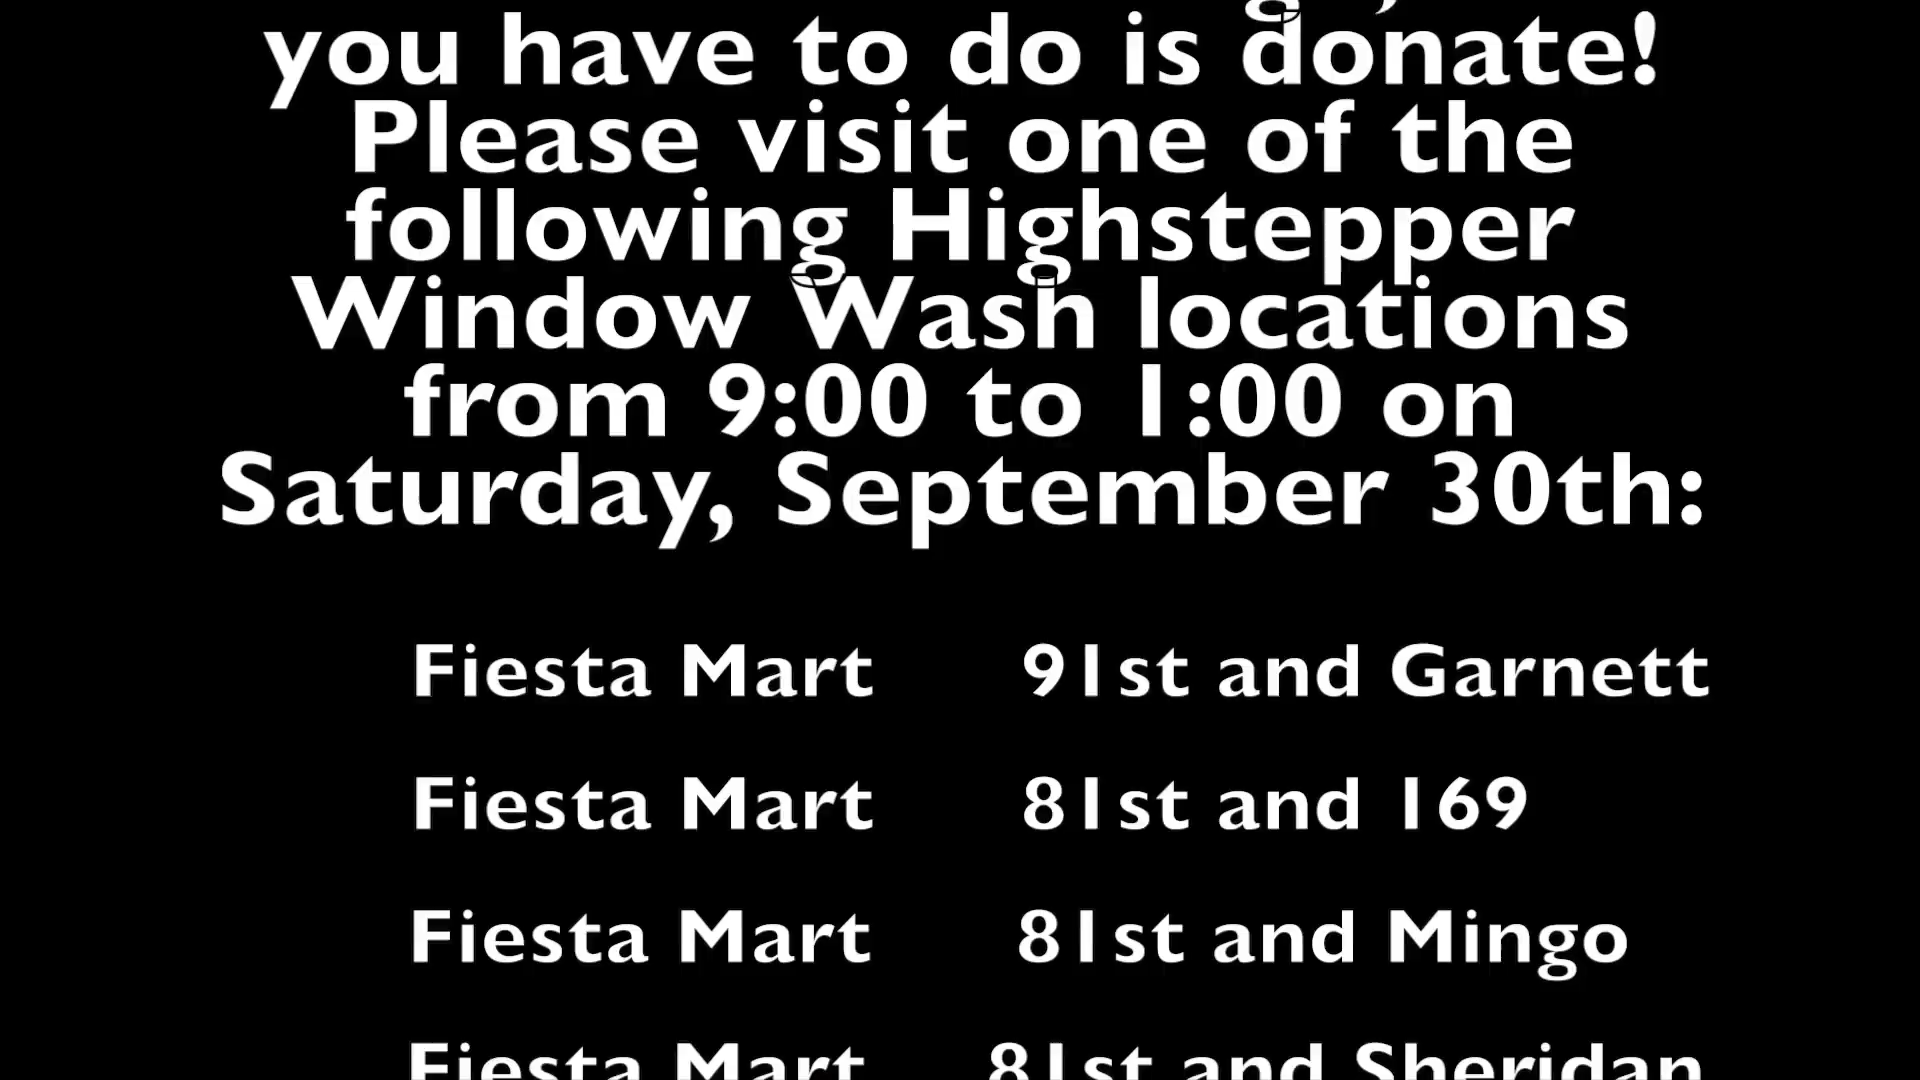 you have to do is donate!
Please visit one of the
following Highstepper
Window Wash locations
from 9:00 to 1:00 on
Saturday, September 30th:
Fiesta Mart 91st and Garnett
Fiesta Mart 81st and 169
Fiesta Mart 81st and Mingo
Fiesta Mart 81st and Sheridan